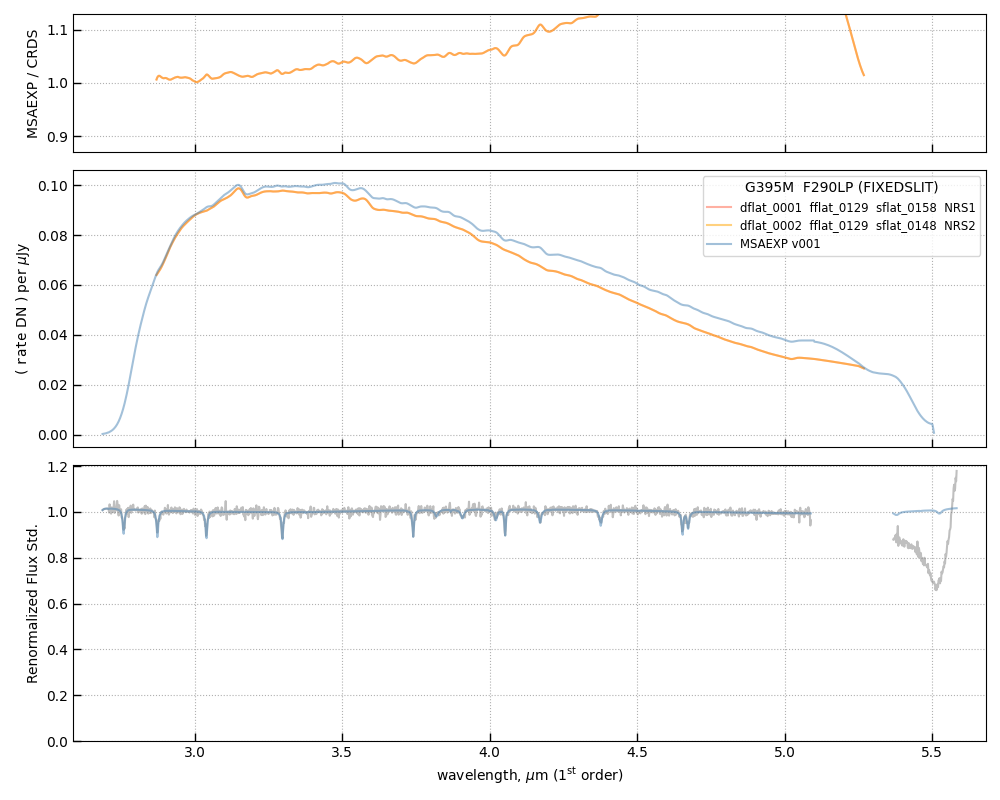 MSAEXP / CRDS
1.1
1.0
0.9
( rate DN ) per μJy
0.10
0.08
0.06
0.04
0.02
0.00
G395M F290LP (FIXEDSLIT)
dflat_0001 fflat_0129 sflat_0158 NRS1
dflat_0002 fflat_0129 sflat_0148 NRS2
MSAEXP v001
Renormalized Flux Std.
1.2
1.0
0.8
0.6
0.4
0.2
0.0
3.0 3.5 4.0 4.5 5.0 5.5
wavelength, μm (1st order)